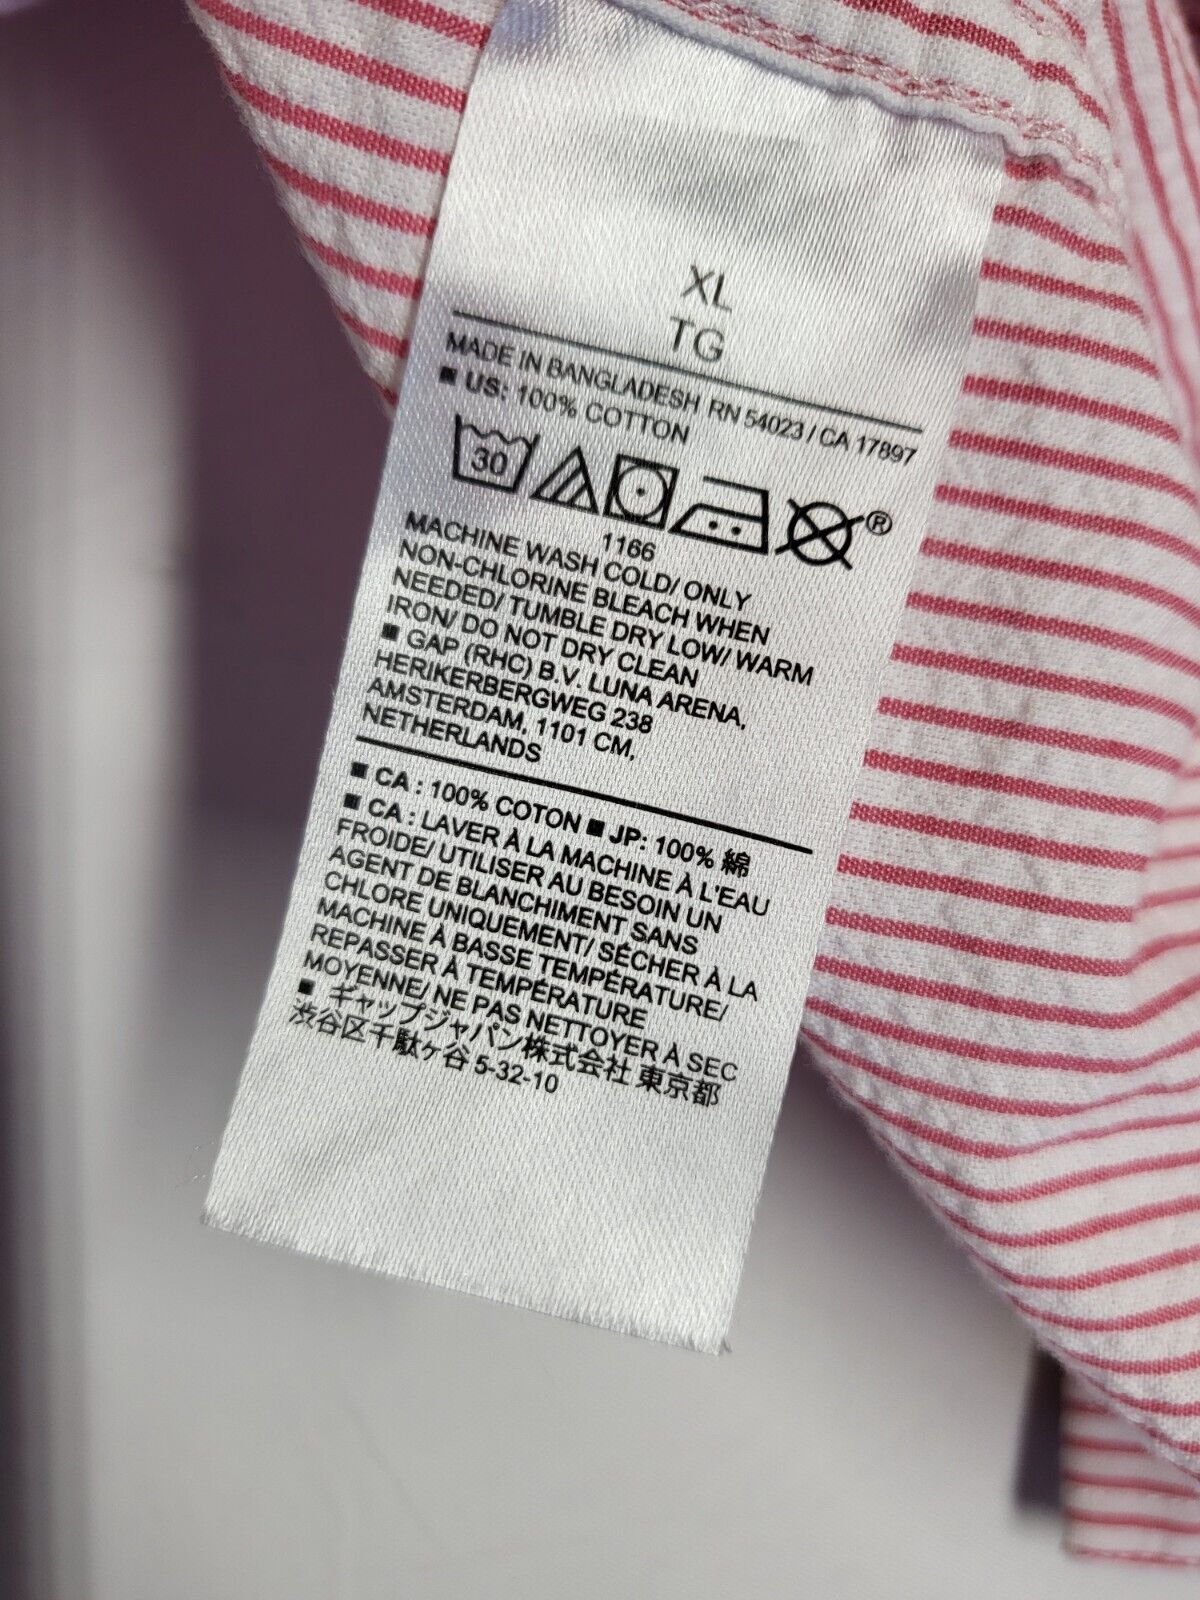 XL
TG
MADE IN BANGLADESH RN 54023 / CA 17897
■ US: 100% COTTON
30 ®
1166
MACHINE WASH COLD/ ONLY
NON-CHLORINE BLEACH WHEN
NEEDED/ TUMBLE DRY LOW/ WARM
IRON/ DO NOT DRY CLEAN
■ GAP (RHC) B.V. LUNA ARENA,
HERIKERBERGWEG 238
AMSTERDAM, 1101 CM,
NETHERLANDS
■ CA : 100% COTON ■ JP: 100% 綿
■ CA : LAVER À LA MACHINE À L'EAU
FROIDE/ UTILISER AU BESOIN UN
AGENT DE BLANCHIMENT SANS
CHLORE UNIQUEMENT/ SÉCHER À LA
MACHINE À BASSE TEMPÉRATURE/
REPASSER À TEMPÉRATURE
MOYENNE/ NE PAS NETTOYER À SEC
■ ギャップジャパン株式会社 東京都
渋谷区千駄ヶ谷 5-32-10